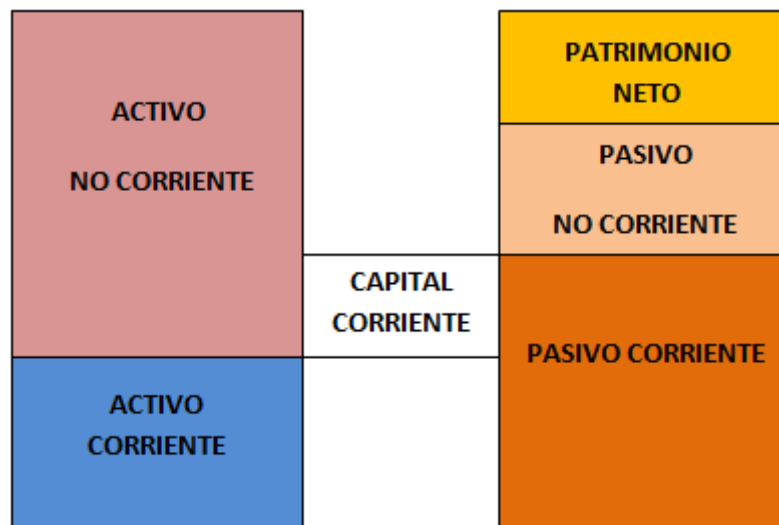 ACTIVO
NO CORRIENTE
ACTIVO
CORRIENTE
CAPITAL
CORRIENTE
PATRIMONIO
NETO
PASIVO
NO CORRIENTE
PASIVO CORRIENTE